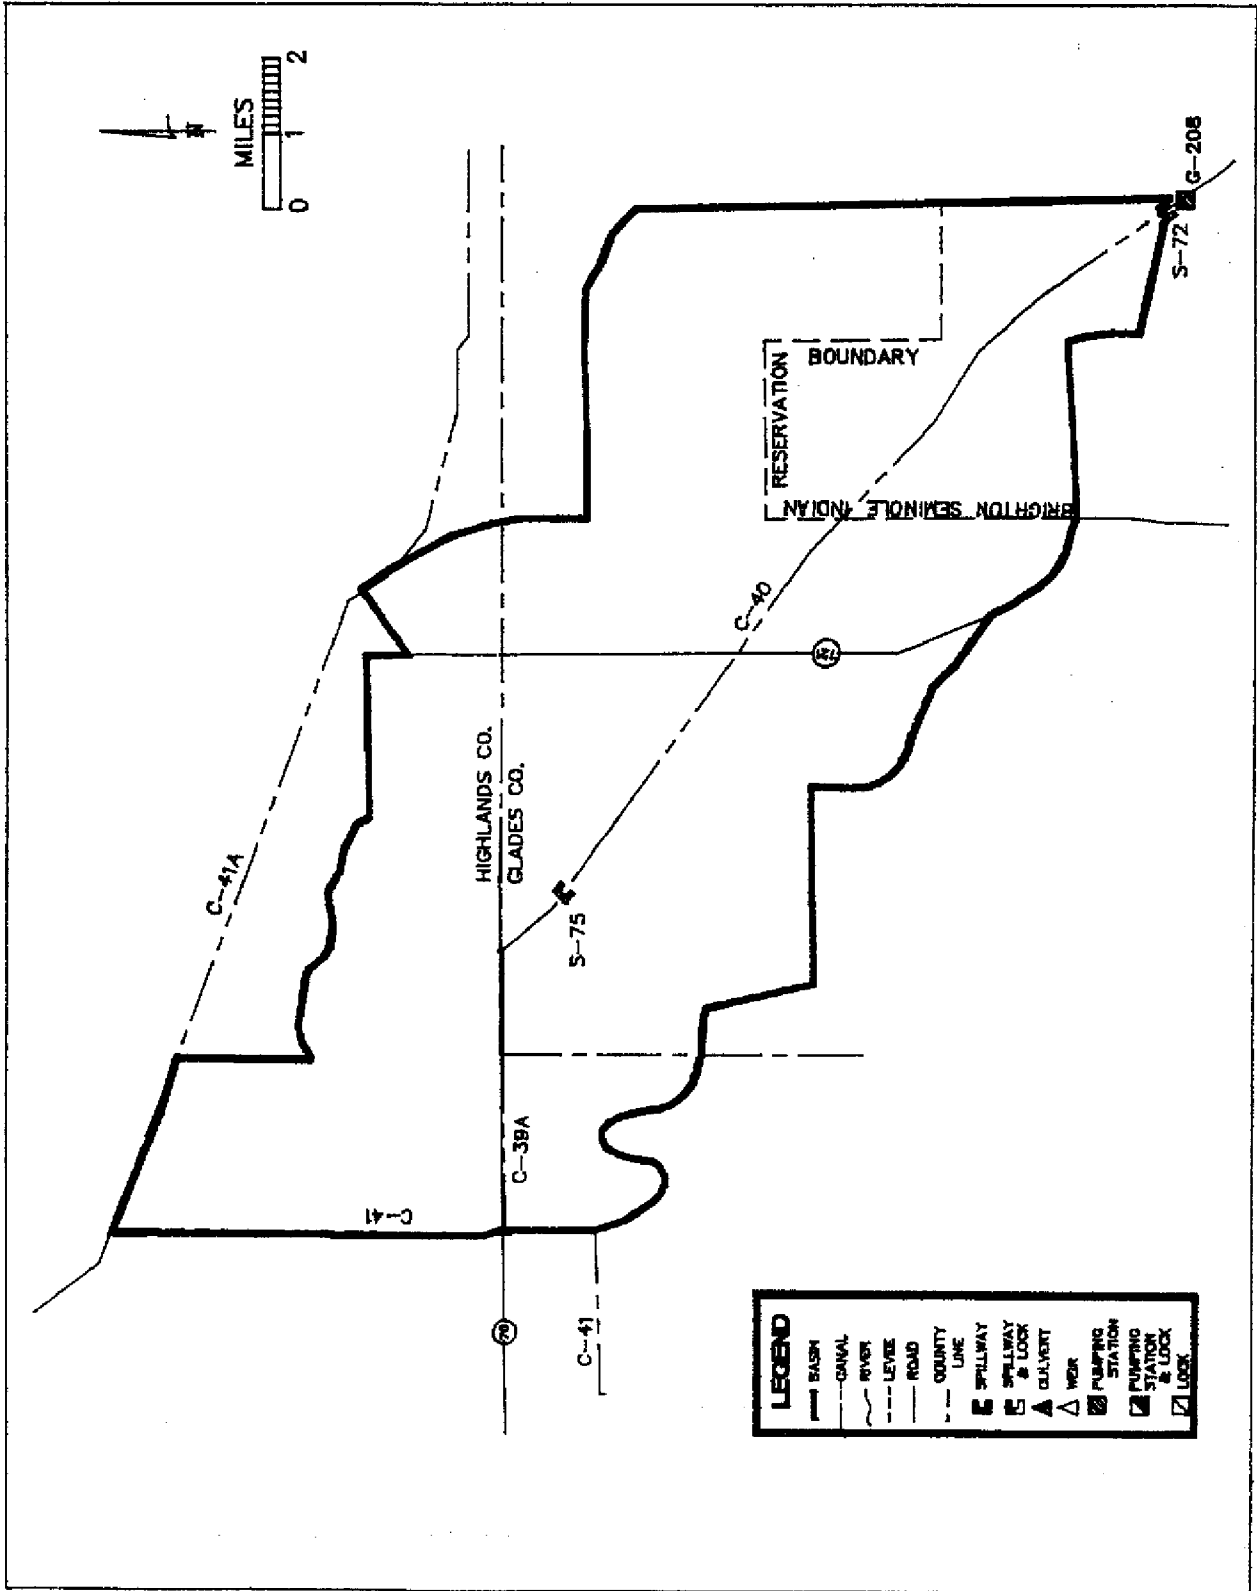 N
MILES
0 1 2
C-41A
HIGHLANDS CO.
GLADES CO.
S-75
C-40
C-39A
C-41
C-41
70
721
RESERVATION
BOUNDARY
BRIGHTON SEMINOLE INDIAN
S-72
G-208
LEGEND
BASIN
CANAL
RIVER
LEVEE
ROAD
COUNTY
LINE
SPILLWAY
SPILLWAY
& LOCK
CULVERT
WEIR
PUMPING
STATION
PUMPING
STATION
& LOCK
LOCK